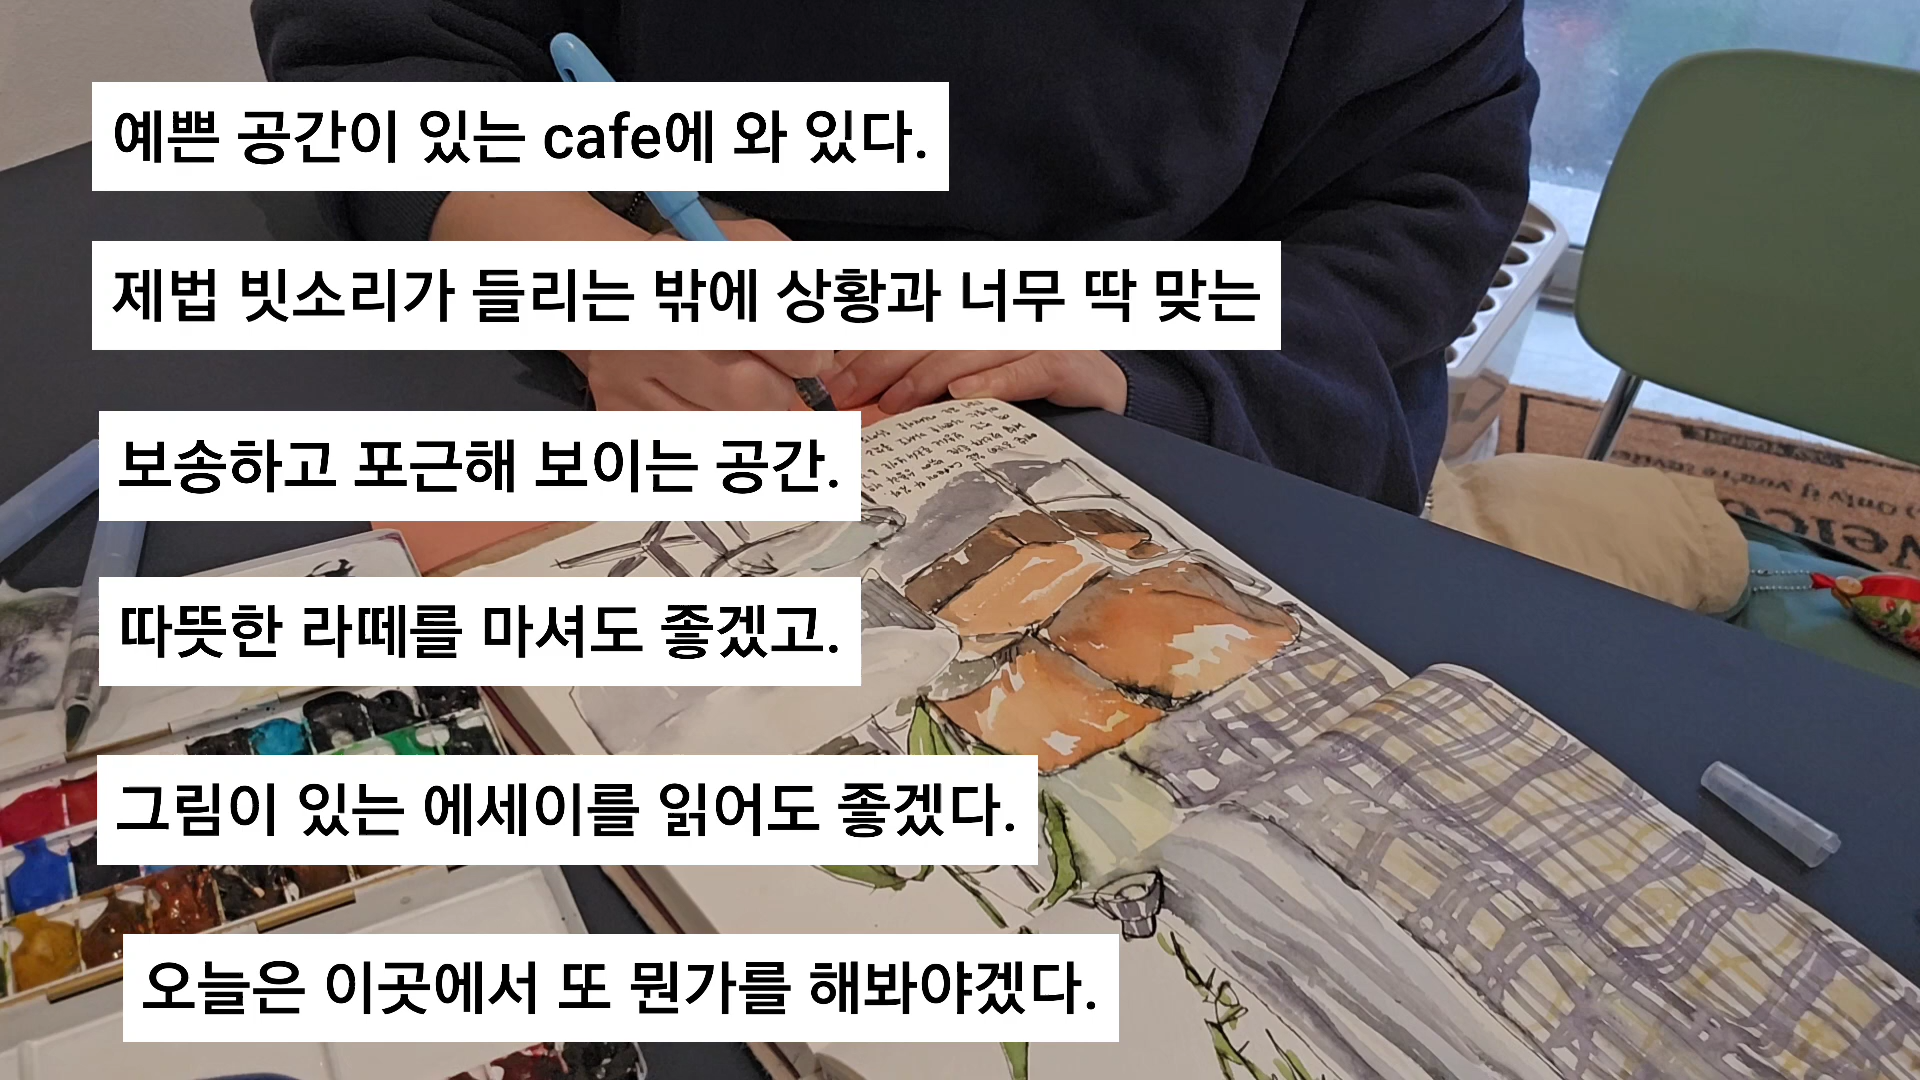 예쁜 공간이 있는 cafe에 와 있다.
제법 빗소리가 들리는 밖에 상황과 너무 딱 맞는
보송하고 포근해 보이는 공간.
따뜻한 라떼를 마셔도 좋겠고.
그림이 있는 에세이를 읽어도 좋겠다.
오늘은 이곳에서 또 뭔가를 해봐야겠다.